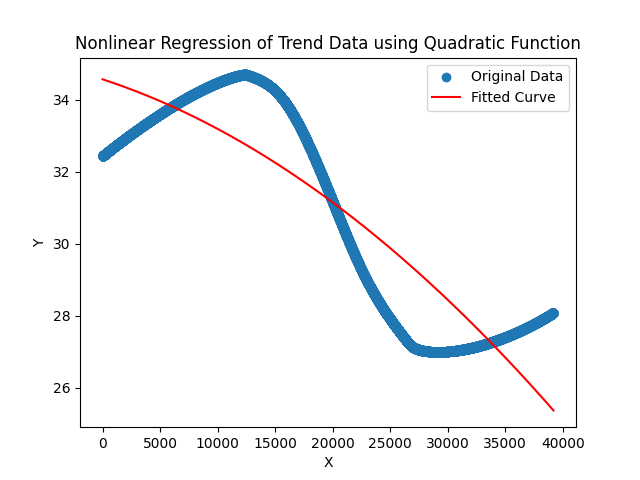 Nonlinear Regression of Trend Data using Quadratic Function
Original Data
Fitted Curve
34
32
30
28
26
Y
0 5000 10000 15000 20000 25000 30000 35000 40000
X